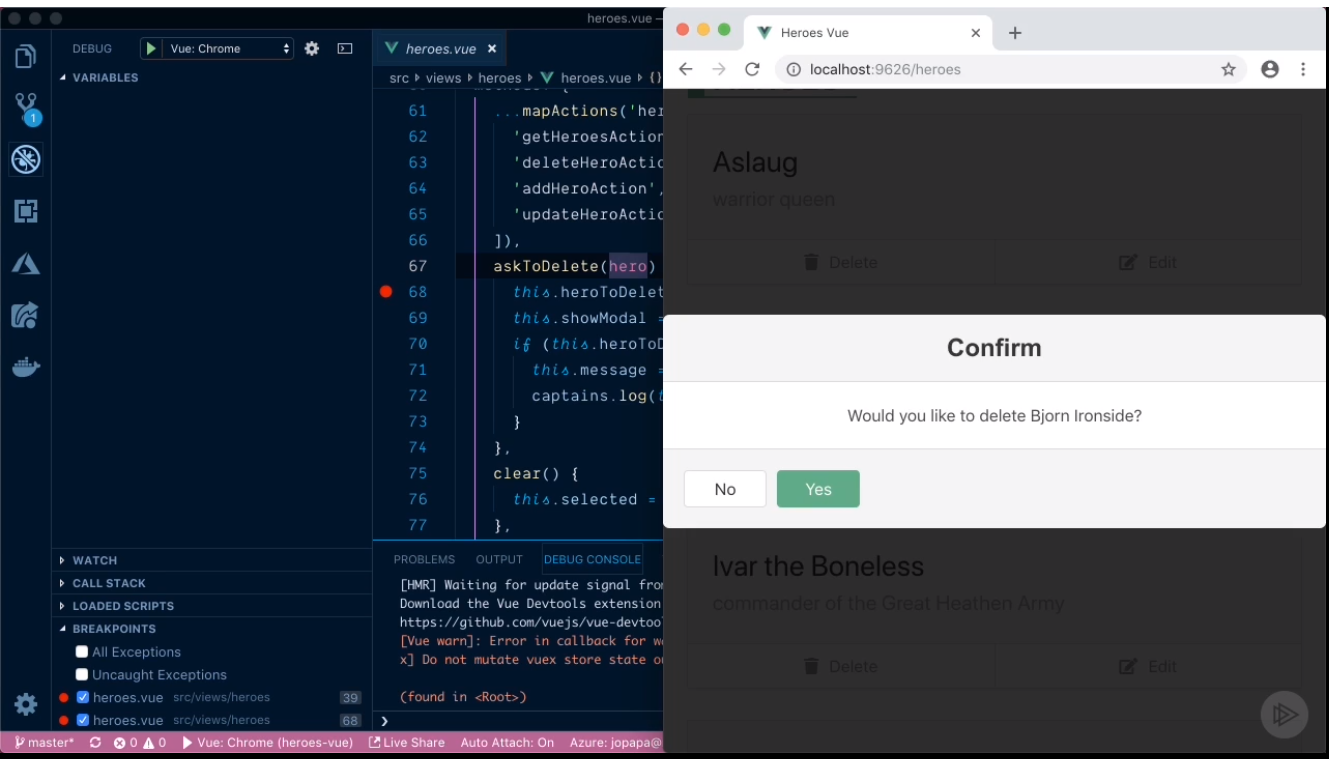 heroes.vue —
DEBUG Vue: Chrome
VARIABLES
WATCH
CALL STACK
LOADED SCRIPTS
BREAKPOINTS
All Exceptions
Uncaught Exceptions
heroes.vue src/views/heroes 39
heroes.vue src/views/heroes 68
1
heroes.vue ×
src views heroes heroes.vue {}
61 ...mapActions('her
62 'getHeroesAction
63 'deleteHeroActio
64 'addHeroAction',
65 'updateHeroActio
66 ]),
67 askToDelete(hero)
68 this.heroToDelet
69 this.showModal =
70 if (this.heroToD
71 this.message =
72 captains.log(t
73 }
74 },
75 clear() {
76 this.selected =
77 },
PROBLEMS OUTPUT DEBUG CONSOLE
[HMR] Waiting for update signal from
Download the Vue Devtools extension
https://github.com/vuejs/vue-devtool
[Vue warn]: Error in callback for wa
x] Do not mutate vuex store state ou
(found in <Root>)
master* 0 0 Vue: Chrome (heroes-vue) Live Share Auto Attach: On Azure: jopapa@
Heroes Vue
localhost:9626/heroes
Aslaug
warrior queen
Delete Edit
Confirm
Would you like to delete Bjorn Ironside?
No Yes
Ivar the Boneless
commander of the Great Heathen Army
Delete Edit